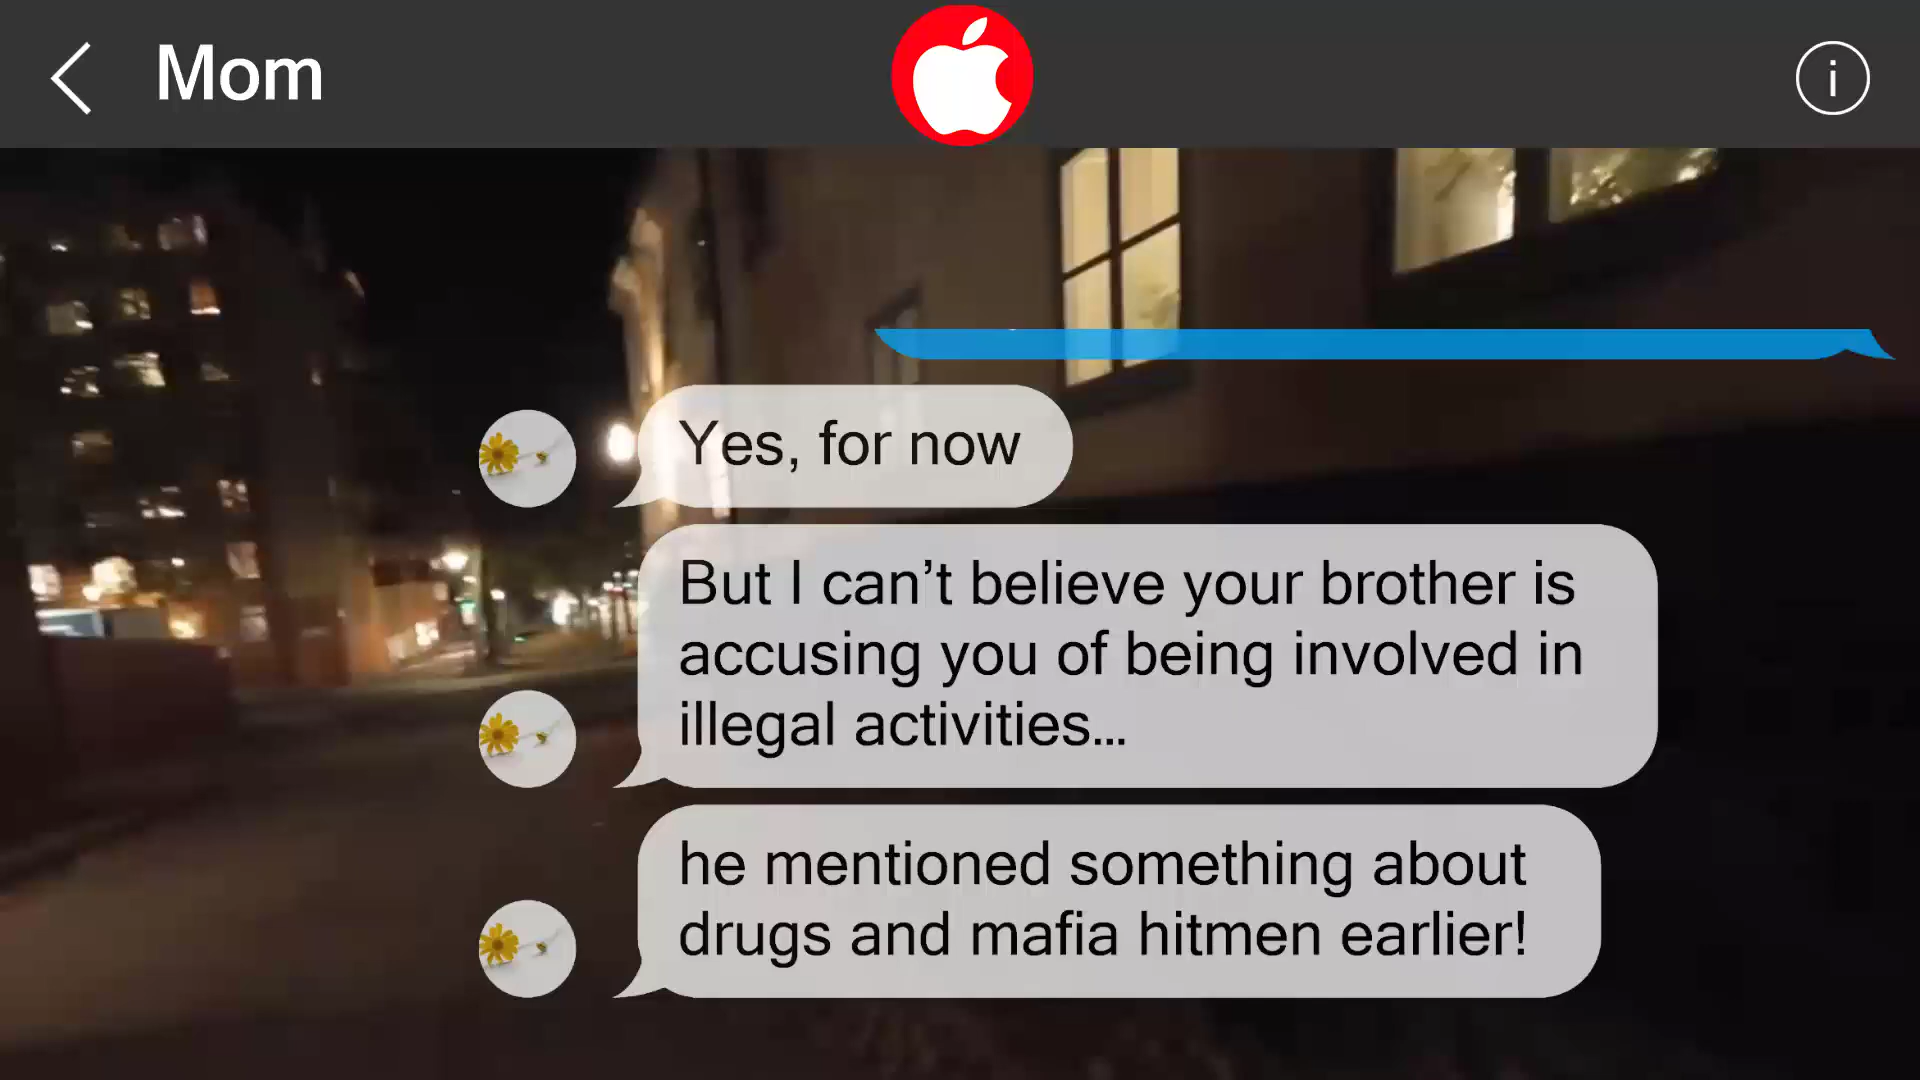 Mom
i
Yes, for now
But I can’t believe your brother is
accusing you of being involved in
illegal activities...
he mentioned something about
drugs and mafia hitmen earlier!